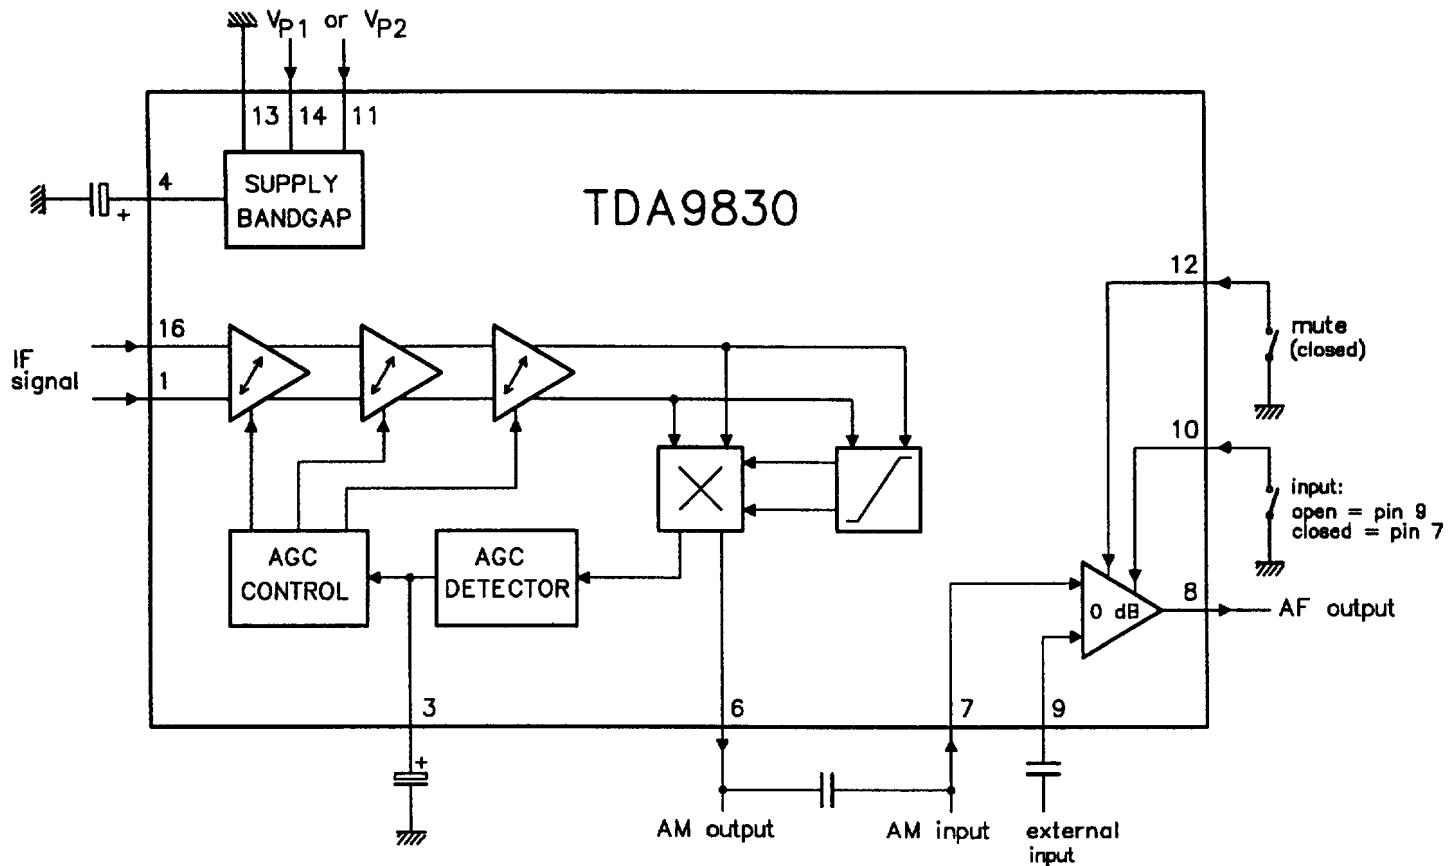 VP1 or VP2
13 14 11
4
SUPPLY
BANDGAP
TDA9830
12
mute
(closed)
16
IF
signal
1
10
input:
open = pin 9
closed = pin 7
AGC
CONTROL
AGC
DETECTOR
0 dB
8
AF output
3
6
7
9
+
+
AM output
AM input
external
input